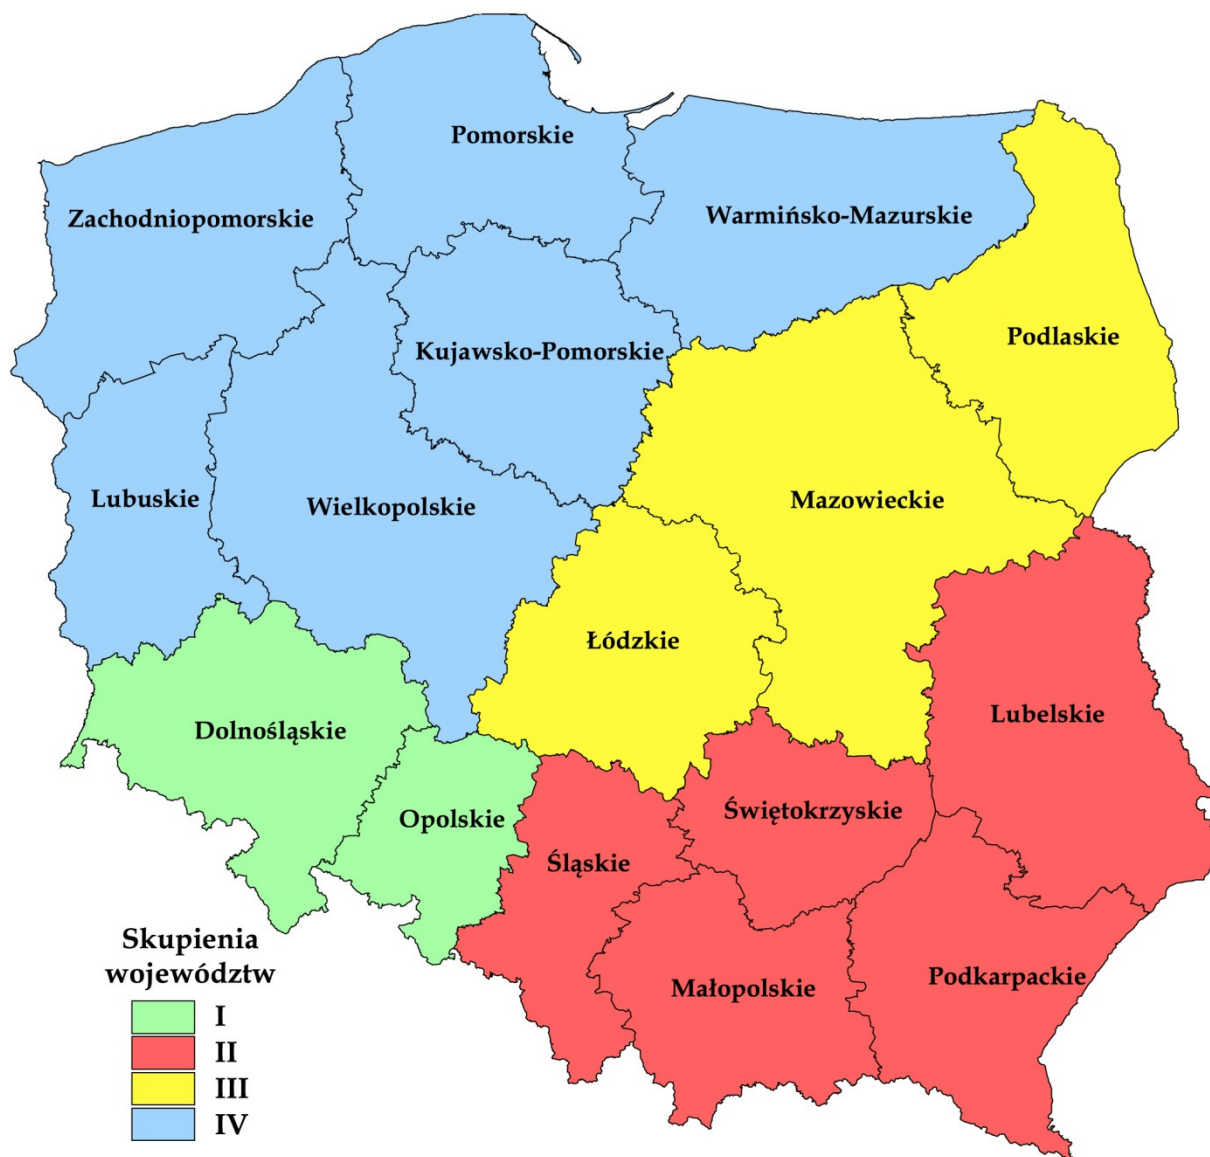 Pomorskie
Zachodniopomorskie
Warmińsko-Mazurskie
Kujawsko-Pomorskie
Podlaskie
Lubuskie
Wielkopolskie
Mazowieckie
Łódzkie
Dolnośląskie
Lubelskie
Opolskie
Świętokrzyskie
Śląskie
Małopolskie
Podkarpackie
Skupienia
województw
I
II
III
IV